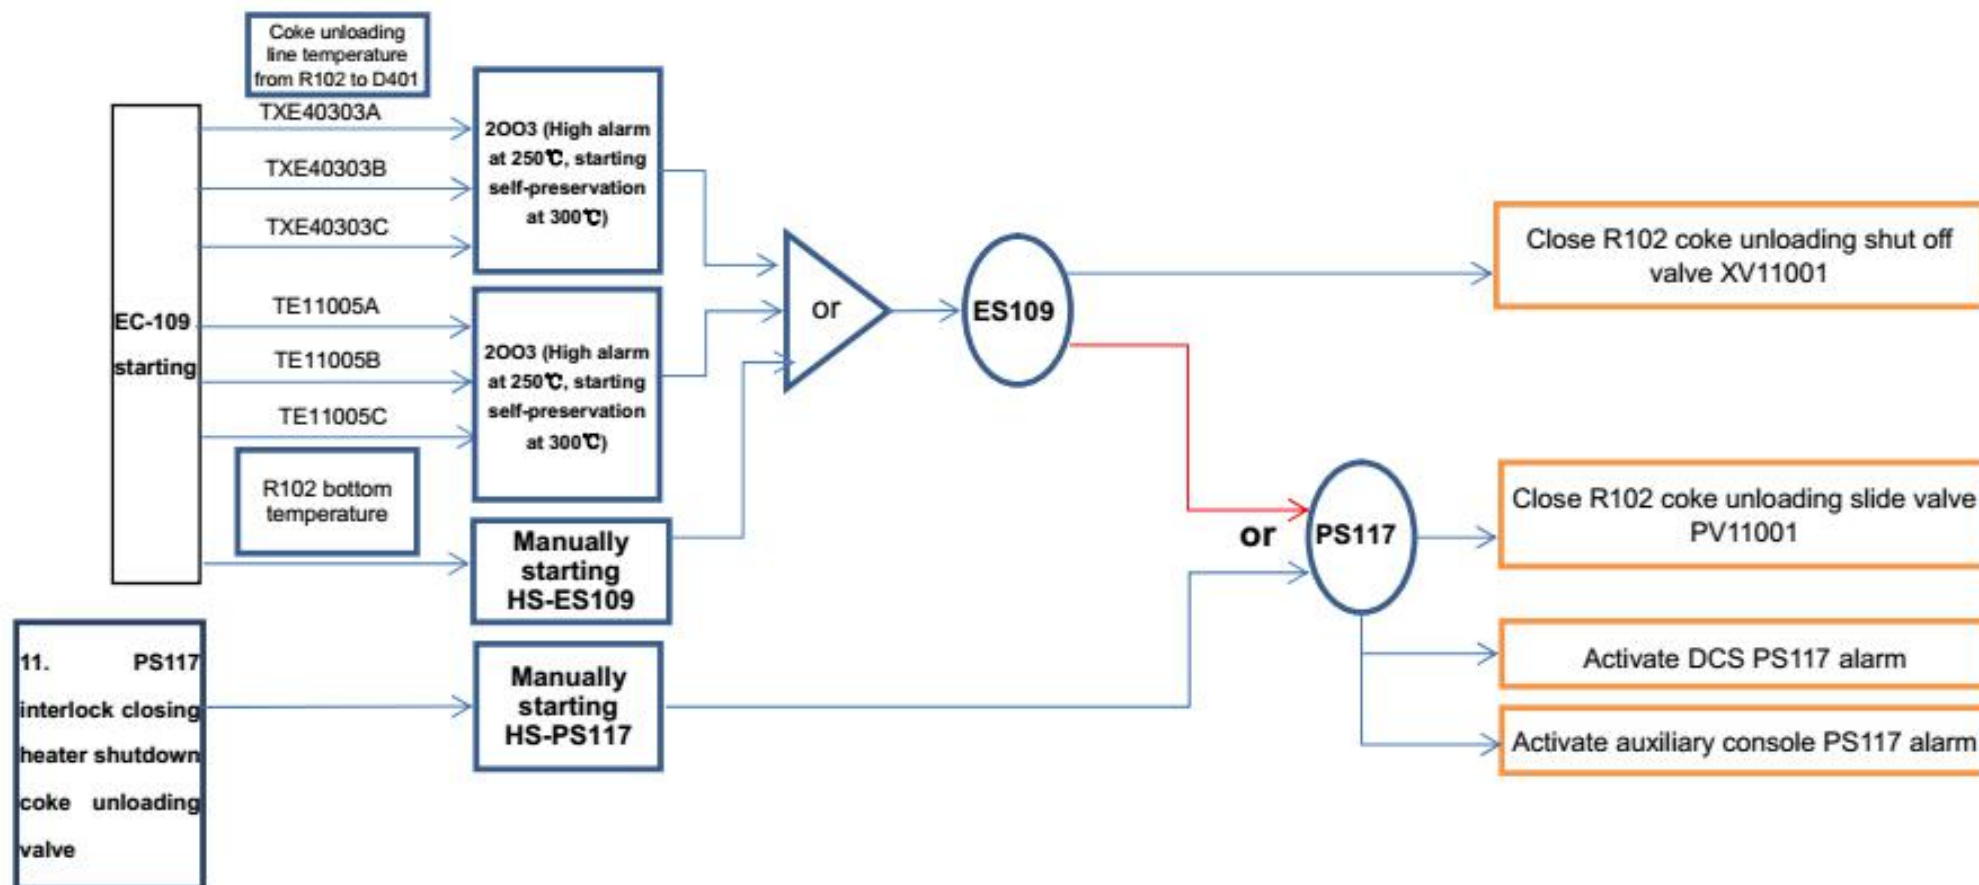 Coke unloading
line temperature
from R102 to D401
TXE40303A
TXE40303B
TXE40303C
2OO3 (High alarm
at 250℃, starting
self-preservation
at 300℃)
EC-109
starting
TE11005A
TE11005B
TE11005C
2OO3 (High alarm
at 250℃, starting
self-preservation
at 300℃)
R102 bottom
temperature
Manually
starting
HS-ES109
or
ES109
Close R102 coke unloading shut off
valve XV11001
11. PS117
interlock closing
heater shutdown
coke unloading
valve
Manually
starting
HS-PS117
or
PS117
Close R102 coke unloading slide valve
PV11001
Activate DCS PS117 alarm
Activate auxiliary console PS117 alarm